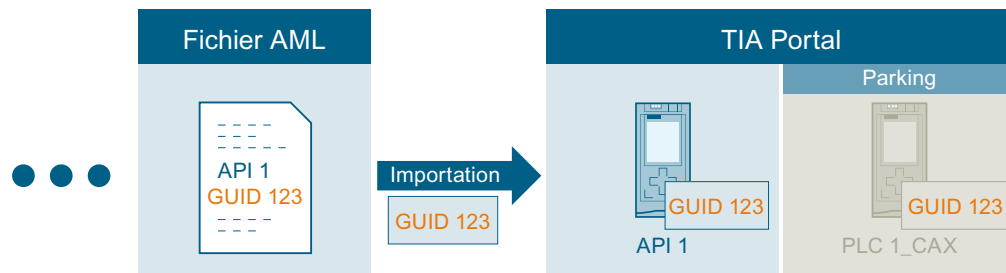 Fichier AML
API 1
GUID 123
Importation
GUID 123
TIA Portal
Parking
GUID 123
API 1
GUID 123
PLC 1_CAX